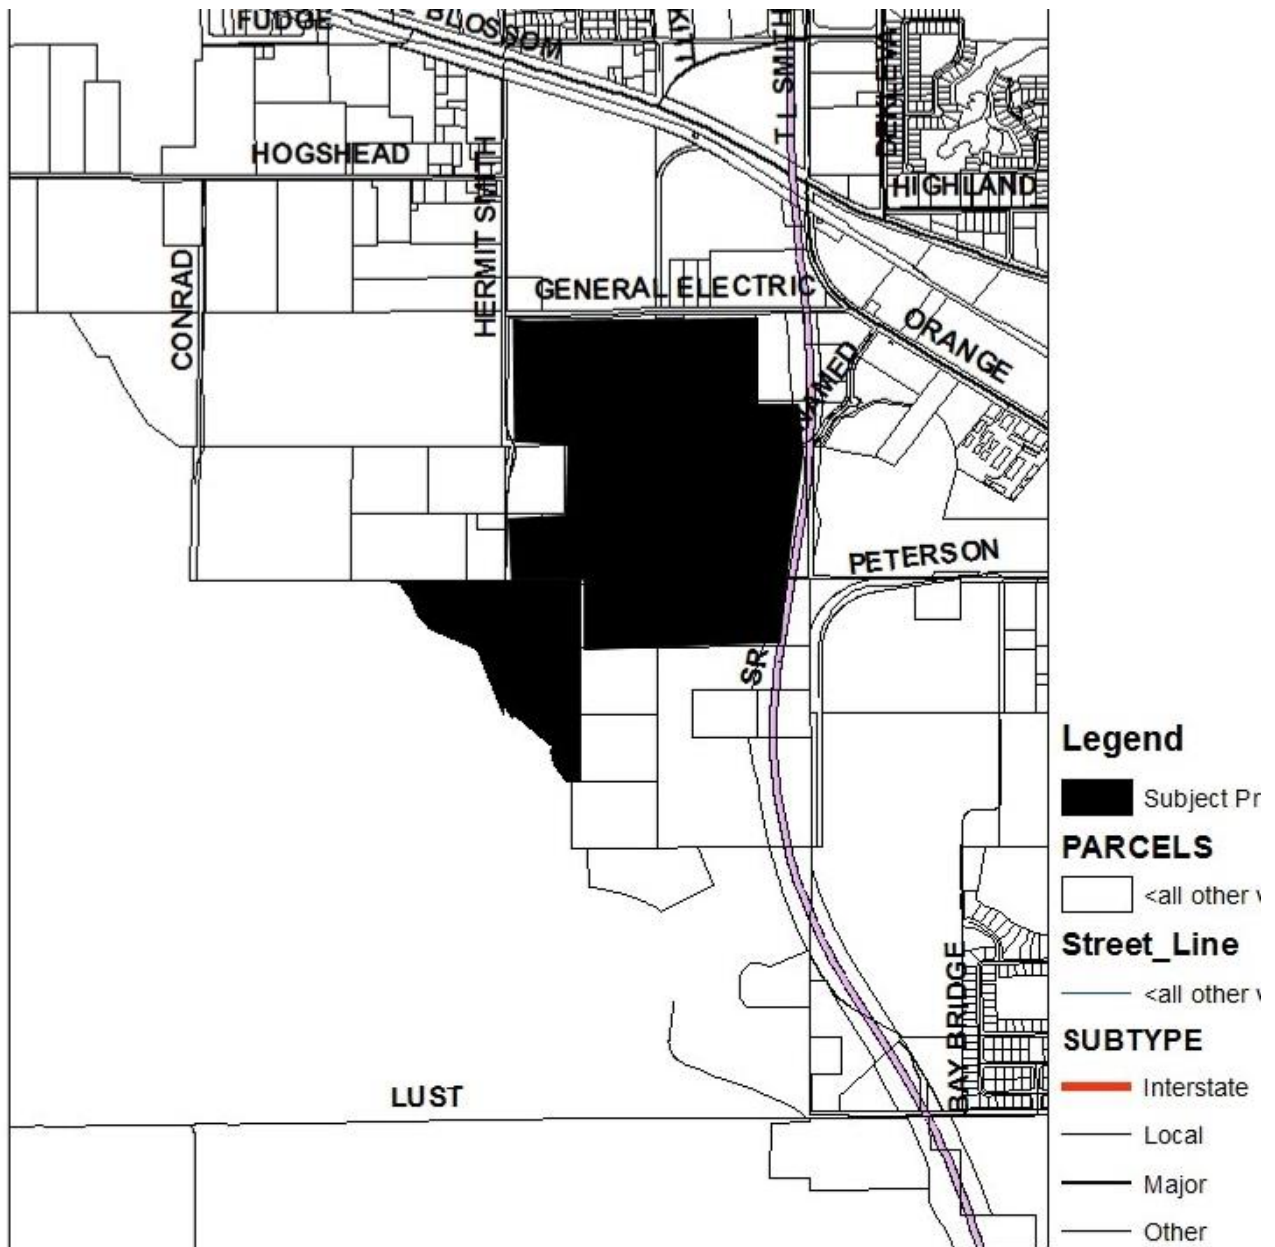 FUDGE
BLOSSOM
KITT
T L SMITH
HOGSHEAD
HERMIT SMITH
HIGHLAND
CONRAD
GENERAL ELECTRIC
ORANGE
PETERSON
SR
BAY BRIDGE
LUST
Legend
Subject Pr
PARCELS
<all other v
Street_Line
<all other v
SUBTYPE
Interstate
Local
Major
Other